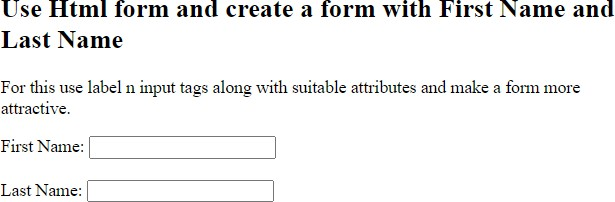 Use Html form and create a form with First Name and
Last Name
For this use label n input tags along with suitable attributes and make a form more
attractive.
First Name:
Last Name: